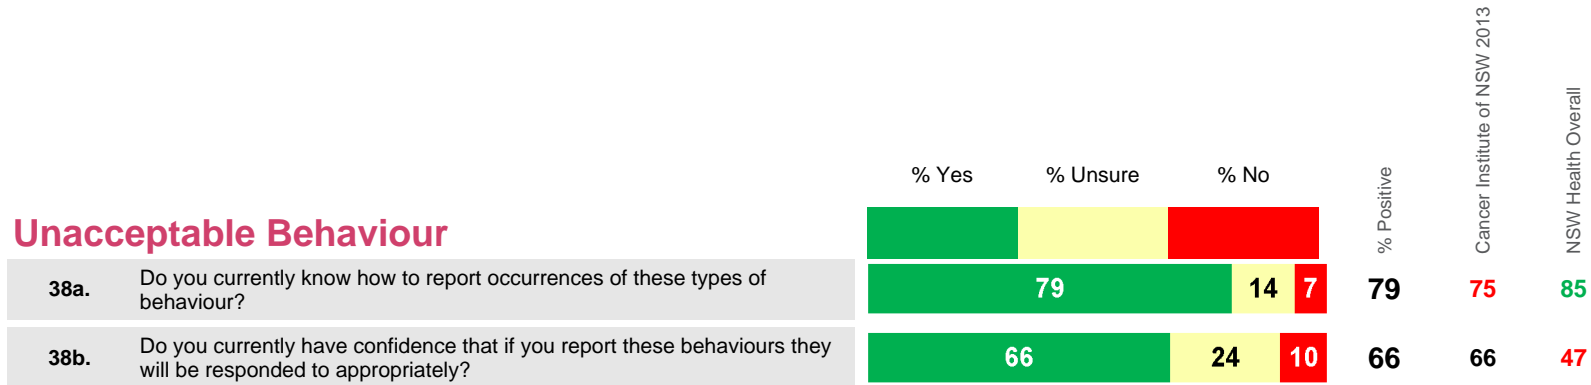 % Yes
% Unsure
% No
% Positive
Cancer Institute of NSW 2013
NSW Health Overall
Unacceptable Behaviour
38a.
Do you currently know how to report occurrences of these types of
behaviour?
79 14 7 79 75 85
38b.
Do you currently have confidence that if you report these behaviours they
will be responded to appropriately?
66 24 10 66 66 47